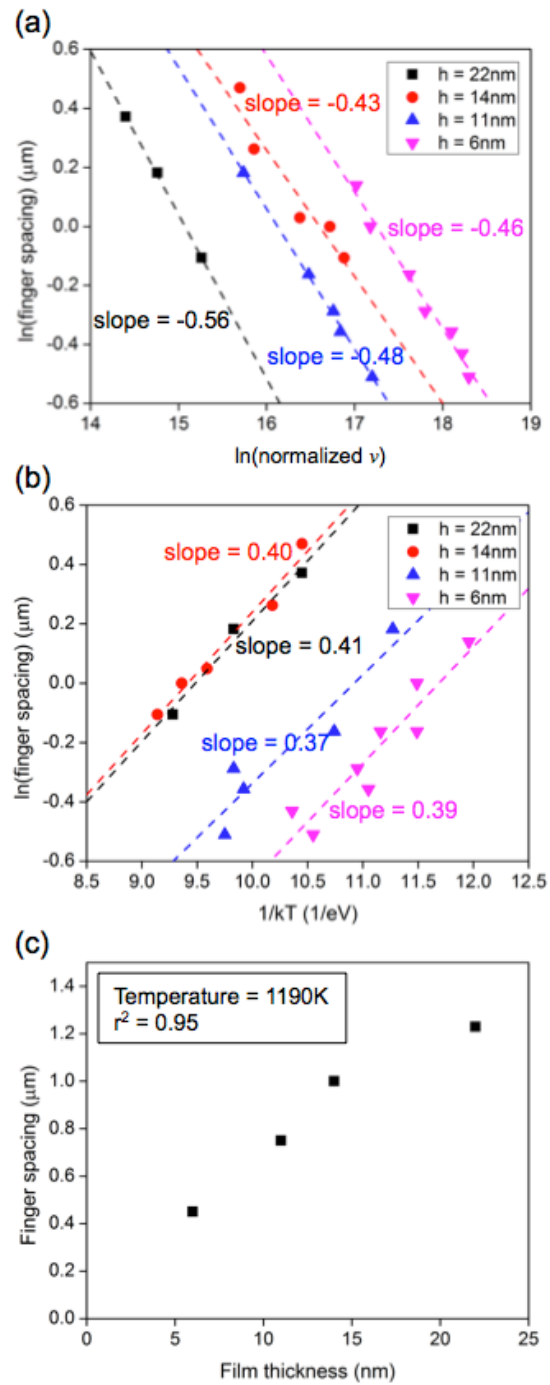 (a)
0.6
0.4
0.2
0.0
-0.2
-0.4
-0.6
ln(finger spacing) (μm)
h = 22nm
h = 14nm
h = 11nm
h = 6nm
slope = -0.43
slope = -0.46
slope = -0.56
slope = -0.48
14 15 16 17 18 19
ln(normalized ν)
(b)
0.6
0.4
0.2
0.0
-0.2
-0.4
-0.6
ln(finger spacing) (μm)
h = 22nm
h = 14nm
h = 11nm
h = 6nm
slope = 0.40
slope = 0.41
slope = 0.37
slope = 0.39
8.5 9.0 9.5 10.0 10.5 11.0 11.5 12.0 12.5
1/kT (1/eV)
(c)
1.4
1.2
1.0
0.8
0.6
0.4
0.2
0.0
Finger spacing (μm)
Temperature = 1190K
r² = 0.95
0 5 10 15 20 25
Film thickness (nm)